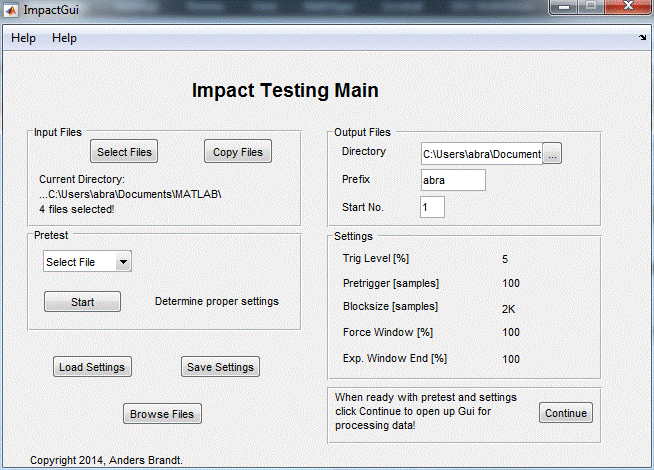 ImpactGui
Help Help
Impact Testing Main
Input Files
Select Files
Copy Files
Current Directory:
...C:\Users\abra\Documents\MATLAB\
4 files selected!
Output Files
Directory
C:\Users\abra\Document
...
Prefix
abra
Start No.
1
Pretest
Select File
Start
Determine proper settings
Settings
Trig Level [%] 5
Pretrigger [samples] 100
Blocksize [samples] 2K
Force Window [%] 100
Exp. Window End [%] 100
Load Settings
Save Settings
Browse Files
When ready with pretest and settings
click Continue to open up Gui for
processing data!
Continue
Copyright 2014, Anders Brandt.